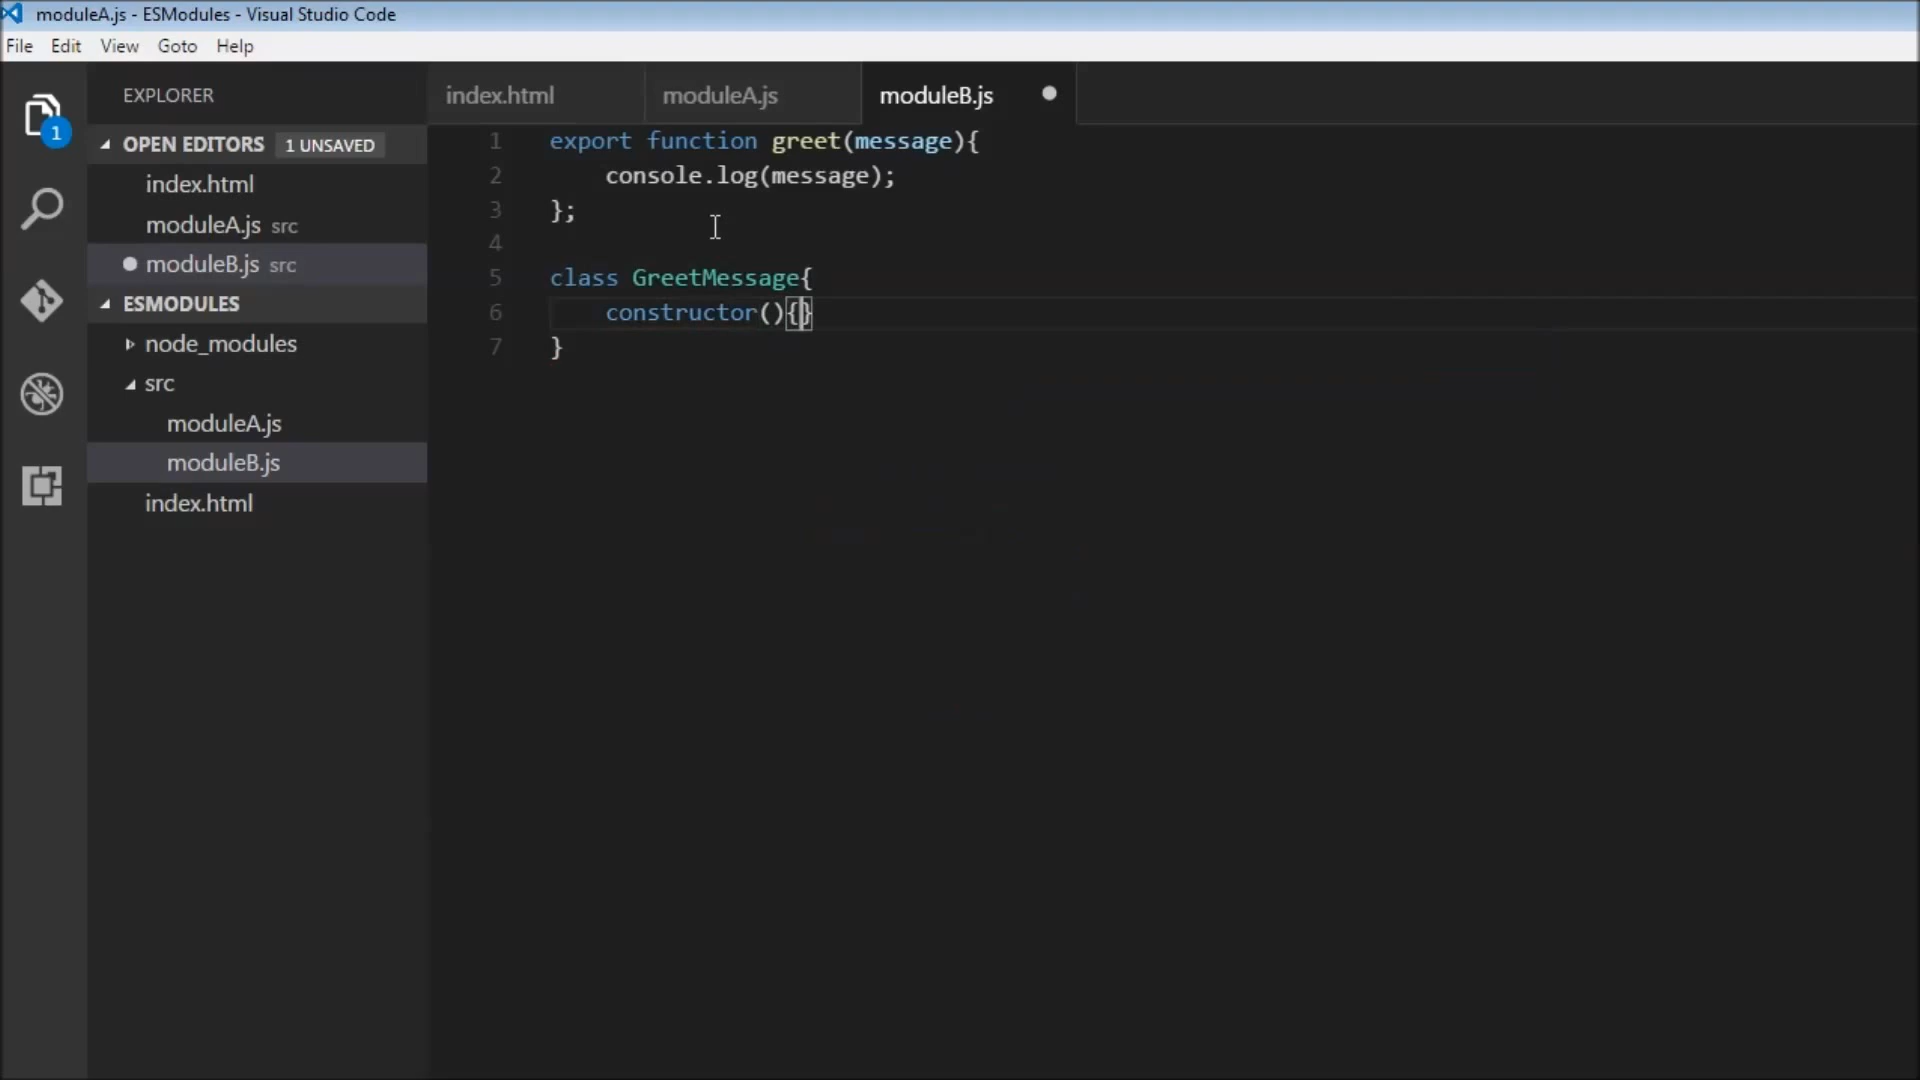 moduleA.js - ESModules - Visual Studio Code
File Edit View Goto Help
EXPLORER
OPEN EDITORS 1 UNSAVED
index.html
moduleA.js src
moduleB.js src
ESMODULES
node_modules
src
moduleA.js
moduleB.js
index.html
1
index.html moduleA.js moduleB.js
1 export function greet(message){
2 console.log(message);
3 };
4
5 class GreetMessage{
6 constructor(){}
7 }